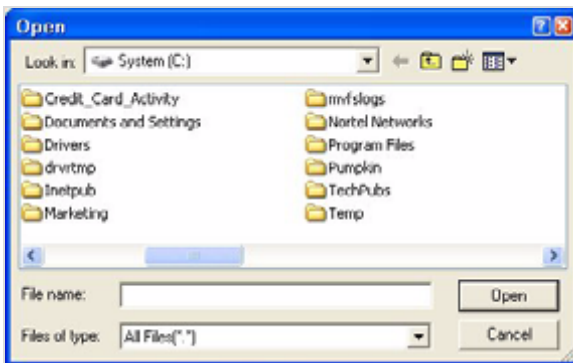 Open
Look in: System (C:)
Credit_Card_Activity
Documents and Settings
Drivers
drvrtmp
Inetpub
Marketing
mvfslogs
Nortel Networks
Program Files
Pumpkin
TechPubs
Temp
File name:
Open
Files of type: All Files(*.*)
Cancel